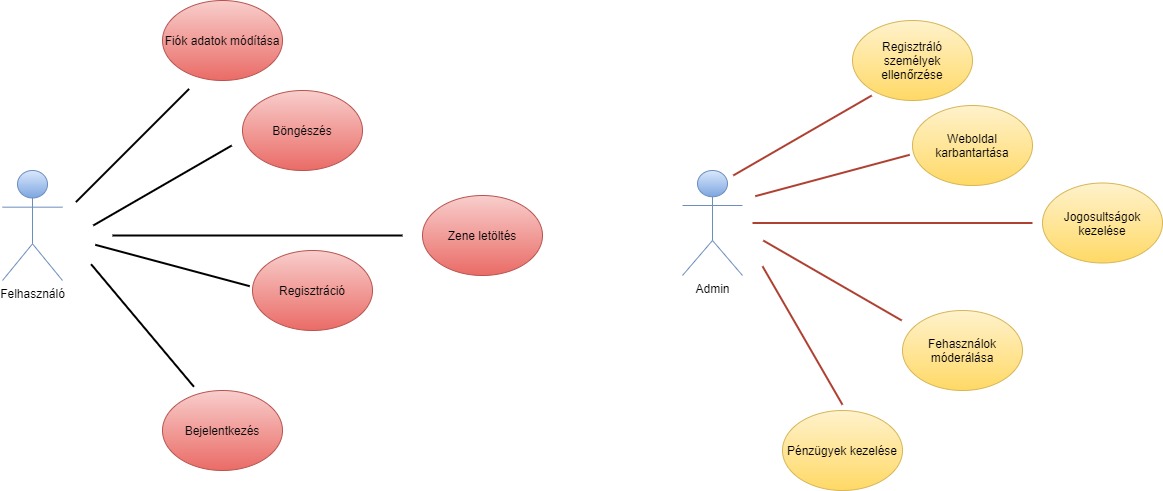 Fiók adatok módítása
Böngészés
Zene letöltés
Felhasználó
Regisztráció
Bejelentkezés
Regisztráló
személyek
ellenőrzése
Weboldal
karbantartása
Jogosultságok
kezelése
Admin
Fehasználok
móderálása
Pénzügyek kezelése